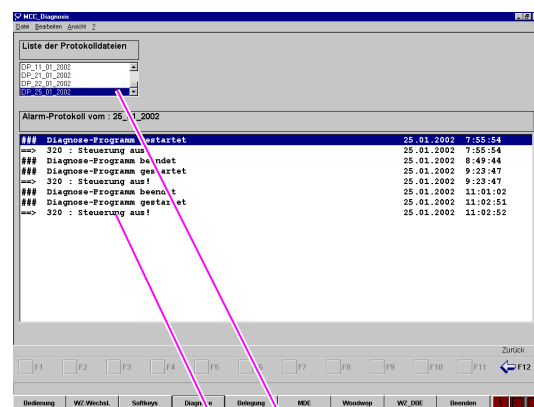 MCC_Diagnosis
Datei Bearbeiten Ansicht ?
Liste der Protokolldateien
DP_11_01_2002
DP_21_01_2002
DP_22_01_2002
DP_25_01_2002
Alarm-Protokoll vom : 25_01_2002
### Diagnose-Programm gestartet 25.01.2002 7:55:54
==> 320 : Steuerung aus! 25.01.2002 7:55:54
### Diagnose-Programm beendet 25.01.2002 8:49:44
### Diagnose-Programm gestartet 25.01.2002 9:23:47
==> 320 : Steuerung aus! 25.01.2002 9:23:47
### Diagnose-Programm beendet 25.01.2002 11:01:02
### Diagnose-Programm gestartet 25.01.2002 11:02:51
==> 320 : Steuerung aus! 25.01.2002 11:02:52
Zurück
F1 F2 F3 F4 F5 F6 F7 F8 F9 F10 F11 F12
Bedienung WZ-Wechsl. Softkeys Diagnose Belegung MDE Woodwop WZ_DBE Beenden